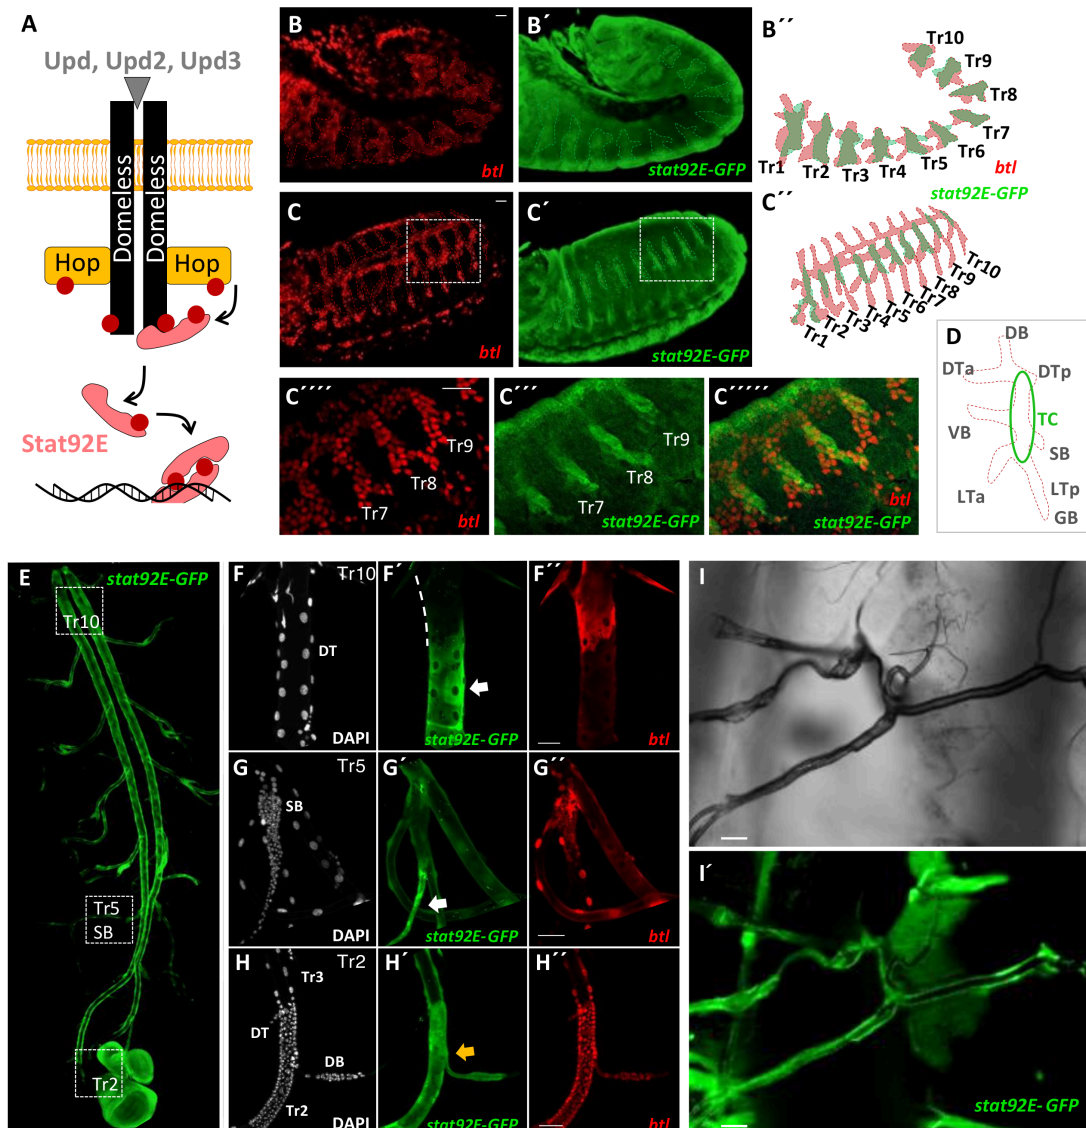 A
Upd, Upd2, Upd3
Domeless
Domeless
Hop
Hop
Stat92E
B
btl
B´
stat92E-GFP
B´´
Tr10
Tr9
Tr8
Tr7
Tr6
Tr5
Tr4
Tr3
Tr2
Tr1
btl
stat92E-GFP
C
btl
C´
stat92E-GFP
C´´
Tr10
Tr9
Tr8
Tr7
Tr6
Tr5
Tr4
Tr3
Tr2
Tr1
C´´´´
Tr9
Tr8
Tr7
btl
C´´´
Tr9
Tr8
Tr7
stat92E-GFP
C´´´´´
btl
stat92E-GFP
D
DB
DTa
DTp
TC
VB
SB
LTa
LTp
GB
E
stat92E-GFP
Tr10
Tr5
SB
Tr2
F
Tr10
DT
DAPI
F´
stat92E-GFP
F´´
btl
G
Tr5
SB
DAPI
G´
stat92E-GFP
G´´
btl
H
Tr2
Tr3
DT
DB
Tr2
DAPI
H´
stat92E-GFP
H´´
btl
I
I´
stat92E-GFP